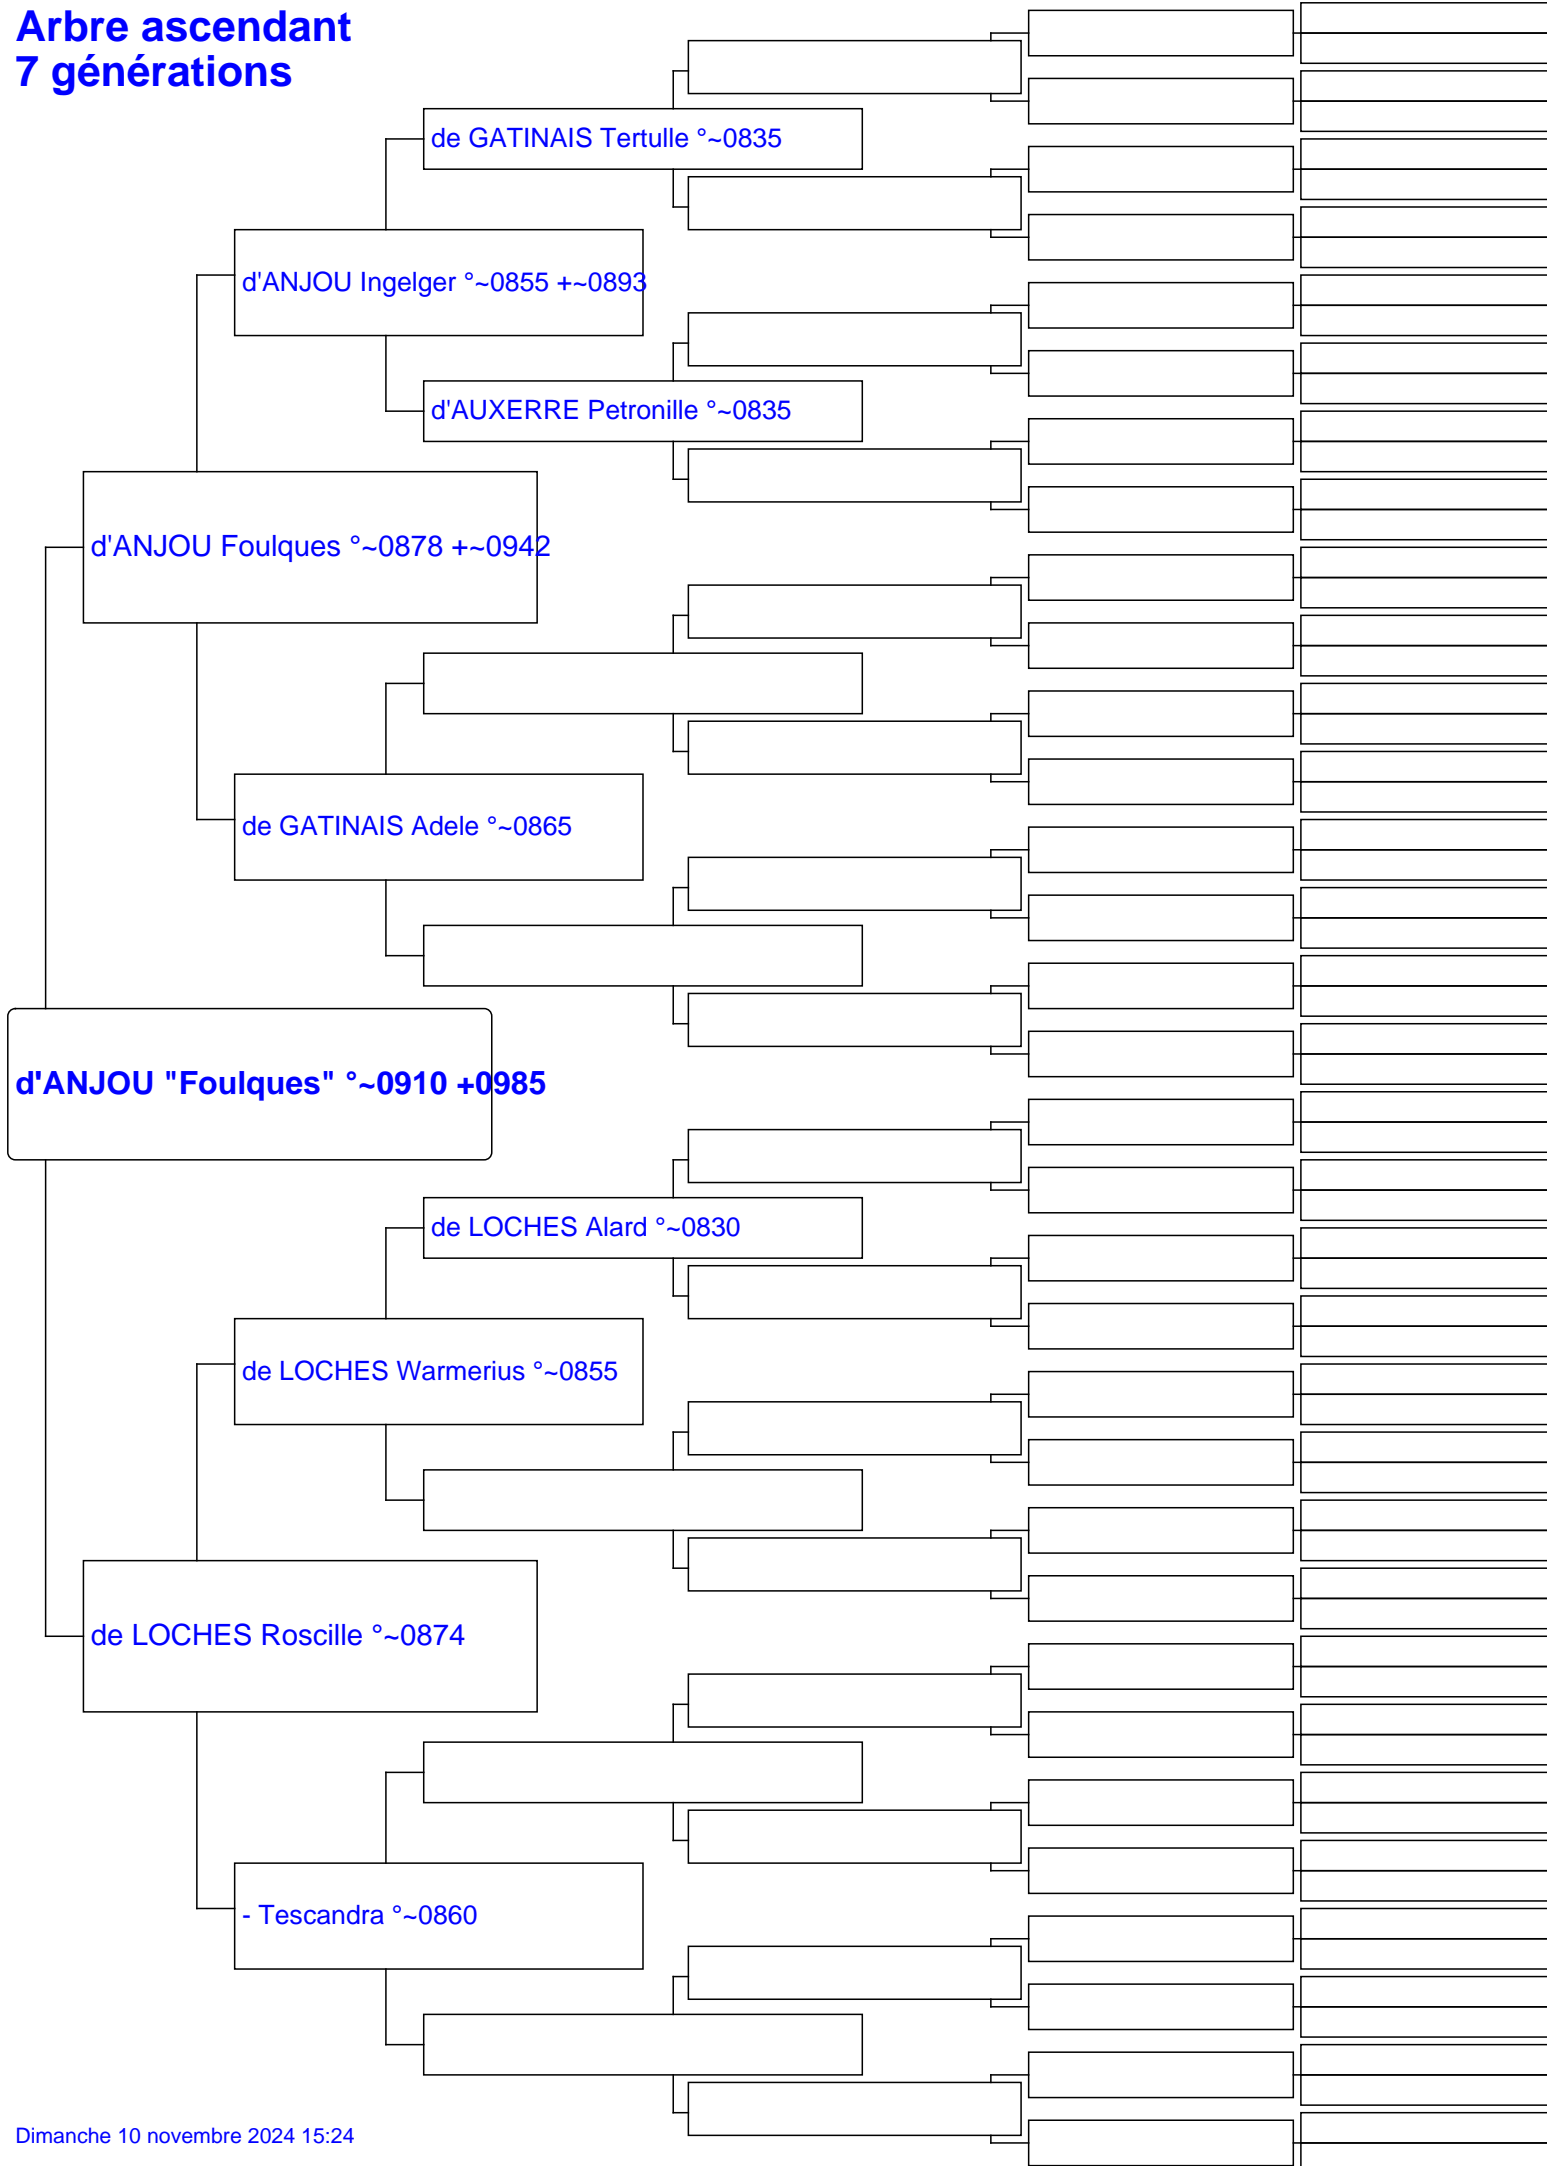 Arbre ascendant
7 générations
de GATINAIS Tertulle °~0835
d'ANJOU Ingelger °~0855 +~0893
d'AUXERRE Petronille °~0835
d'ANJOU Foulques °~0878 +~0942
de GATINAIS Adele °~0865
d'ANJOU "Foulques" °~0910 +0985
de LOCHES Alard °~0830
de LOCHES Warmerius °~0855
de LOCHES Roscille °~0874
- Tescandra °~0860
Dimanche 10 novembre 2024 15:24